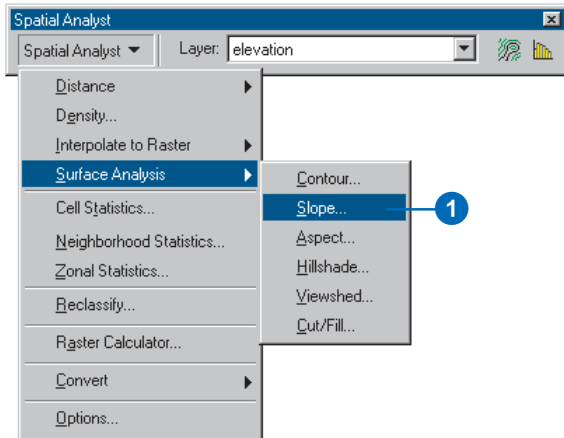 Spatial Analyst
Spatial Analyst Layer: elevation
Distance
Density...
Interpolate to Raster
Surface Analysis
Cell Statistics...
Neighborhood Statistics...
Zonal Statistics...
Reclassify...
Raster Calculator...
Convert
Options...
Contour...
Slope...
1
Aspect...
Hillshade...
Viewshed...
Cut/Fill...